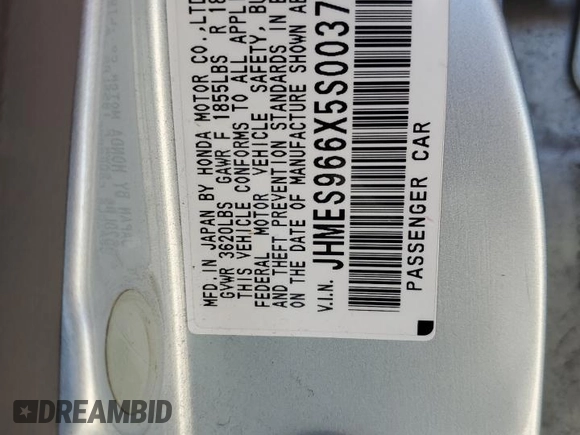 MFD. IN JAPAN BY HONDA MOTOR CO.,LTD
GVWR 3620LBS GAWR F 1855LBS R 18
THIS VEHICLE CONFORMS TO ALL APPLI
FEDERAL MOTOR VEHICLE SAFETY, BU
AND THEFT PREVENTION STANDARDS IN E
ON THE DATE OF MANUFACTURE SHOWN AB
V.I.N. JHMES966X5S0037
PASSENGER CAR
DREAMBID